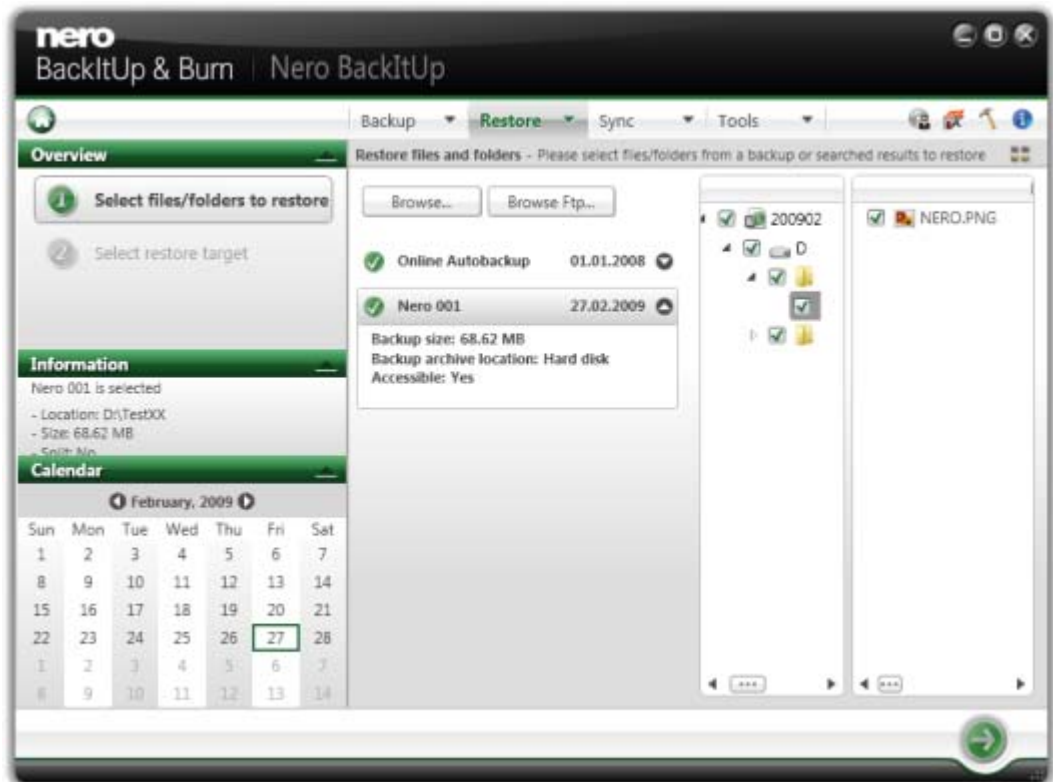 nero
BackItUp & Burn | Nero BackItUp
Backup Restore Sync Tools
Overview
1 Select files/folders to restore
2 Select restore target
Information
Nero 001 is selected
- Location: D:\TestXX
- Size: 68.62 MB
- Split: No
Calendar
February, 2009
Sun Mon Tue Wed Thu Fri Sat
1 2 3 4 5 6 7
8 9 10 11 12 13 14
15 16 17 18 19 20 21
22 23 24 25 26 27 28
1 2 3 4 5 6 7
8 9 10 11 12 13 14
Restore files and folders - Please select files/folders from a backup or searched results to restore
Browse... Browse Ftp...
Online Autobackup 01.01.2008
Nero 001 27.02.2009
Backup size: 68.62 MB
Backup archive location: Hard disk
Accessible: Yes
200902
D
NERO.PNG